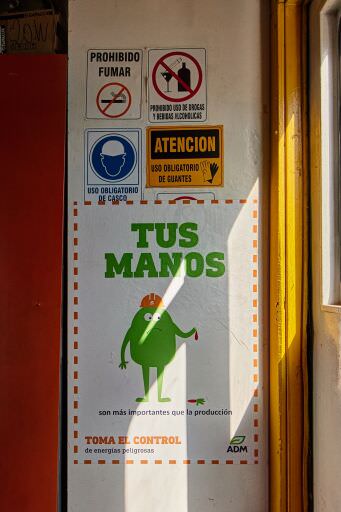 PROHIBIDO
FUMAR
PROHIBIDO USO DE DROGAS
Y BEBIDAS ALCOHOLICAS
USO OBLIGATORIO
DE CASCO
ATENCION
USO OBLIGATORIO
DE GUANTES
TUS
MANOS
son más importantes que la producción
TOMA EL CONTROL
de energías peligrosas
ADM